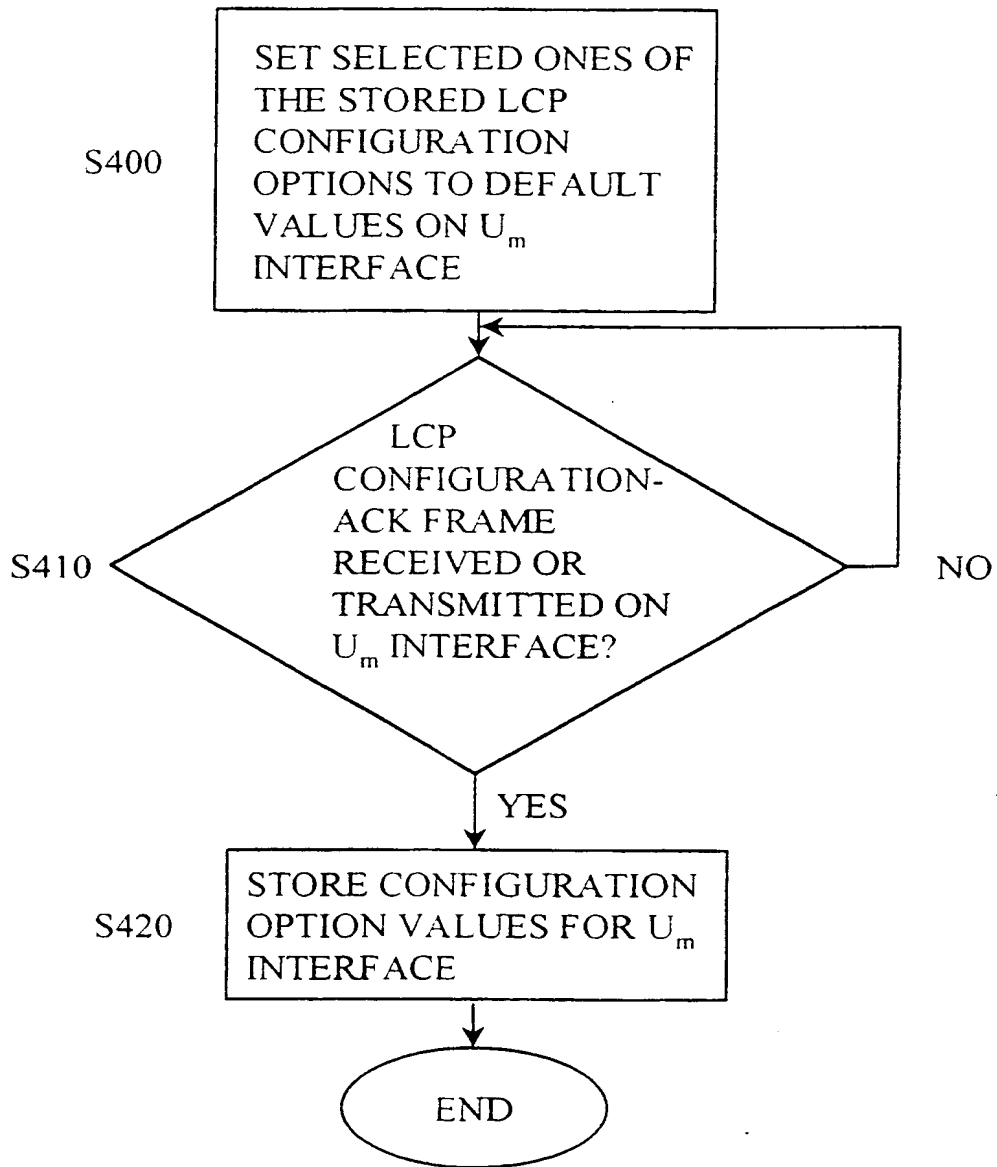 SET SELECTED ONES OF
THE STORED LCP
CONFIGURATION
OPTIONS TO DEFAULT
VALUES ON Um
INTERFACE
S400
LCP
CONFIGURATION-
ACK FRAME
RECEIVED OR
TRANSMITTED ON
Um INTERFACE?
S410
NO
YES
STORE CONFIGURATION
OPTION VALUES FOR Um
INTERFACE
S420
END